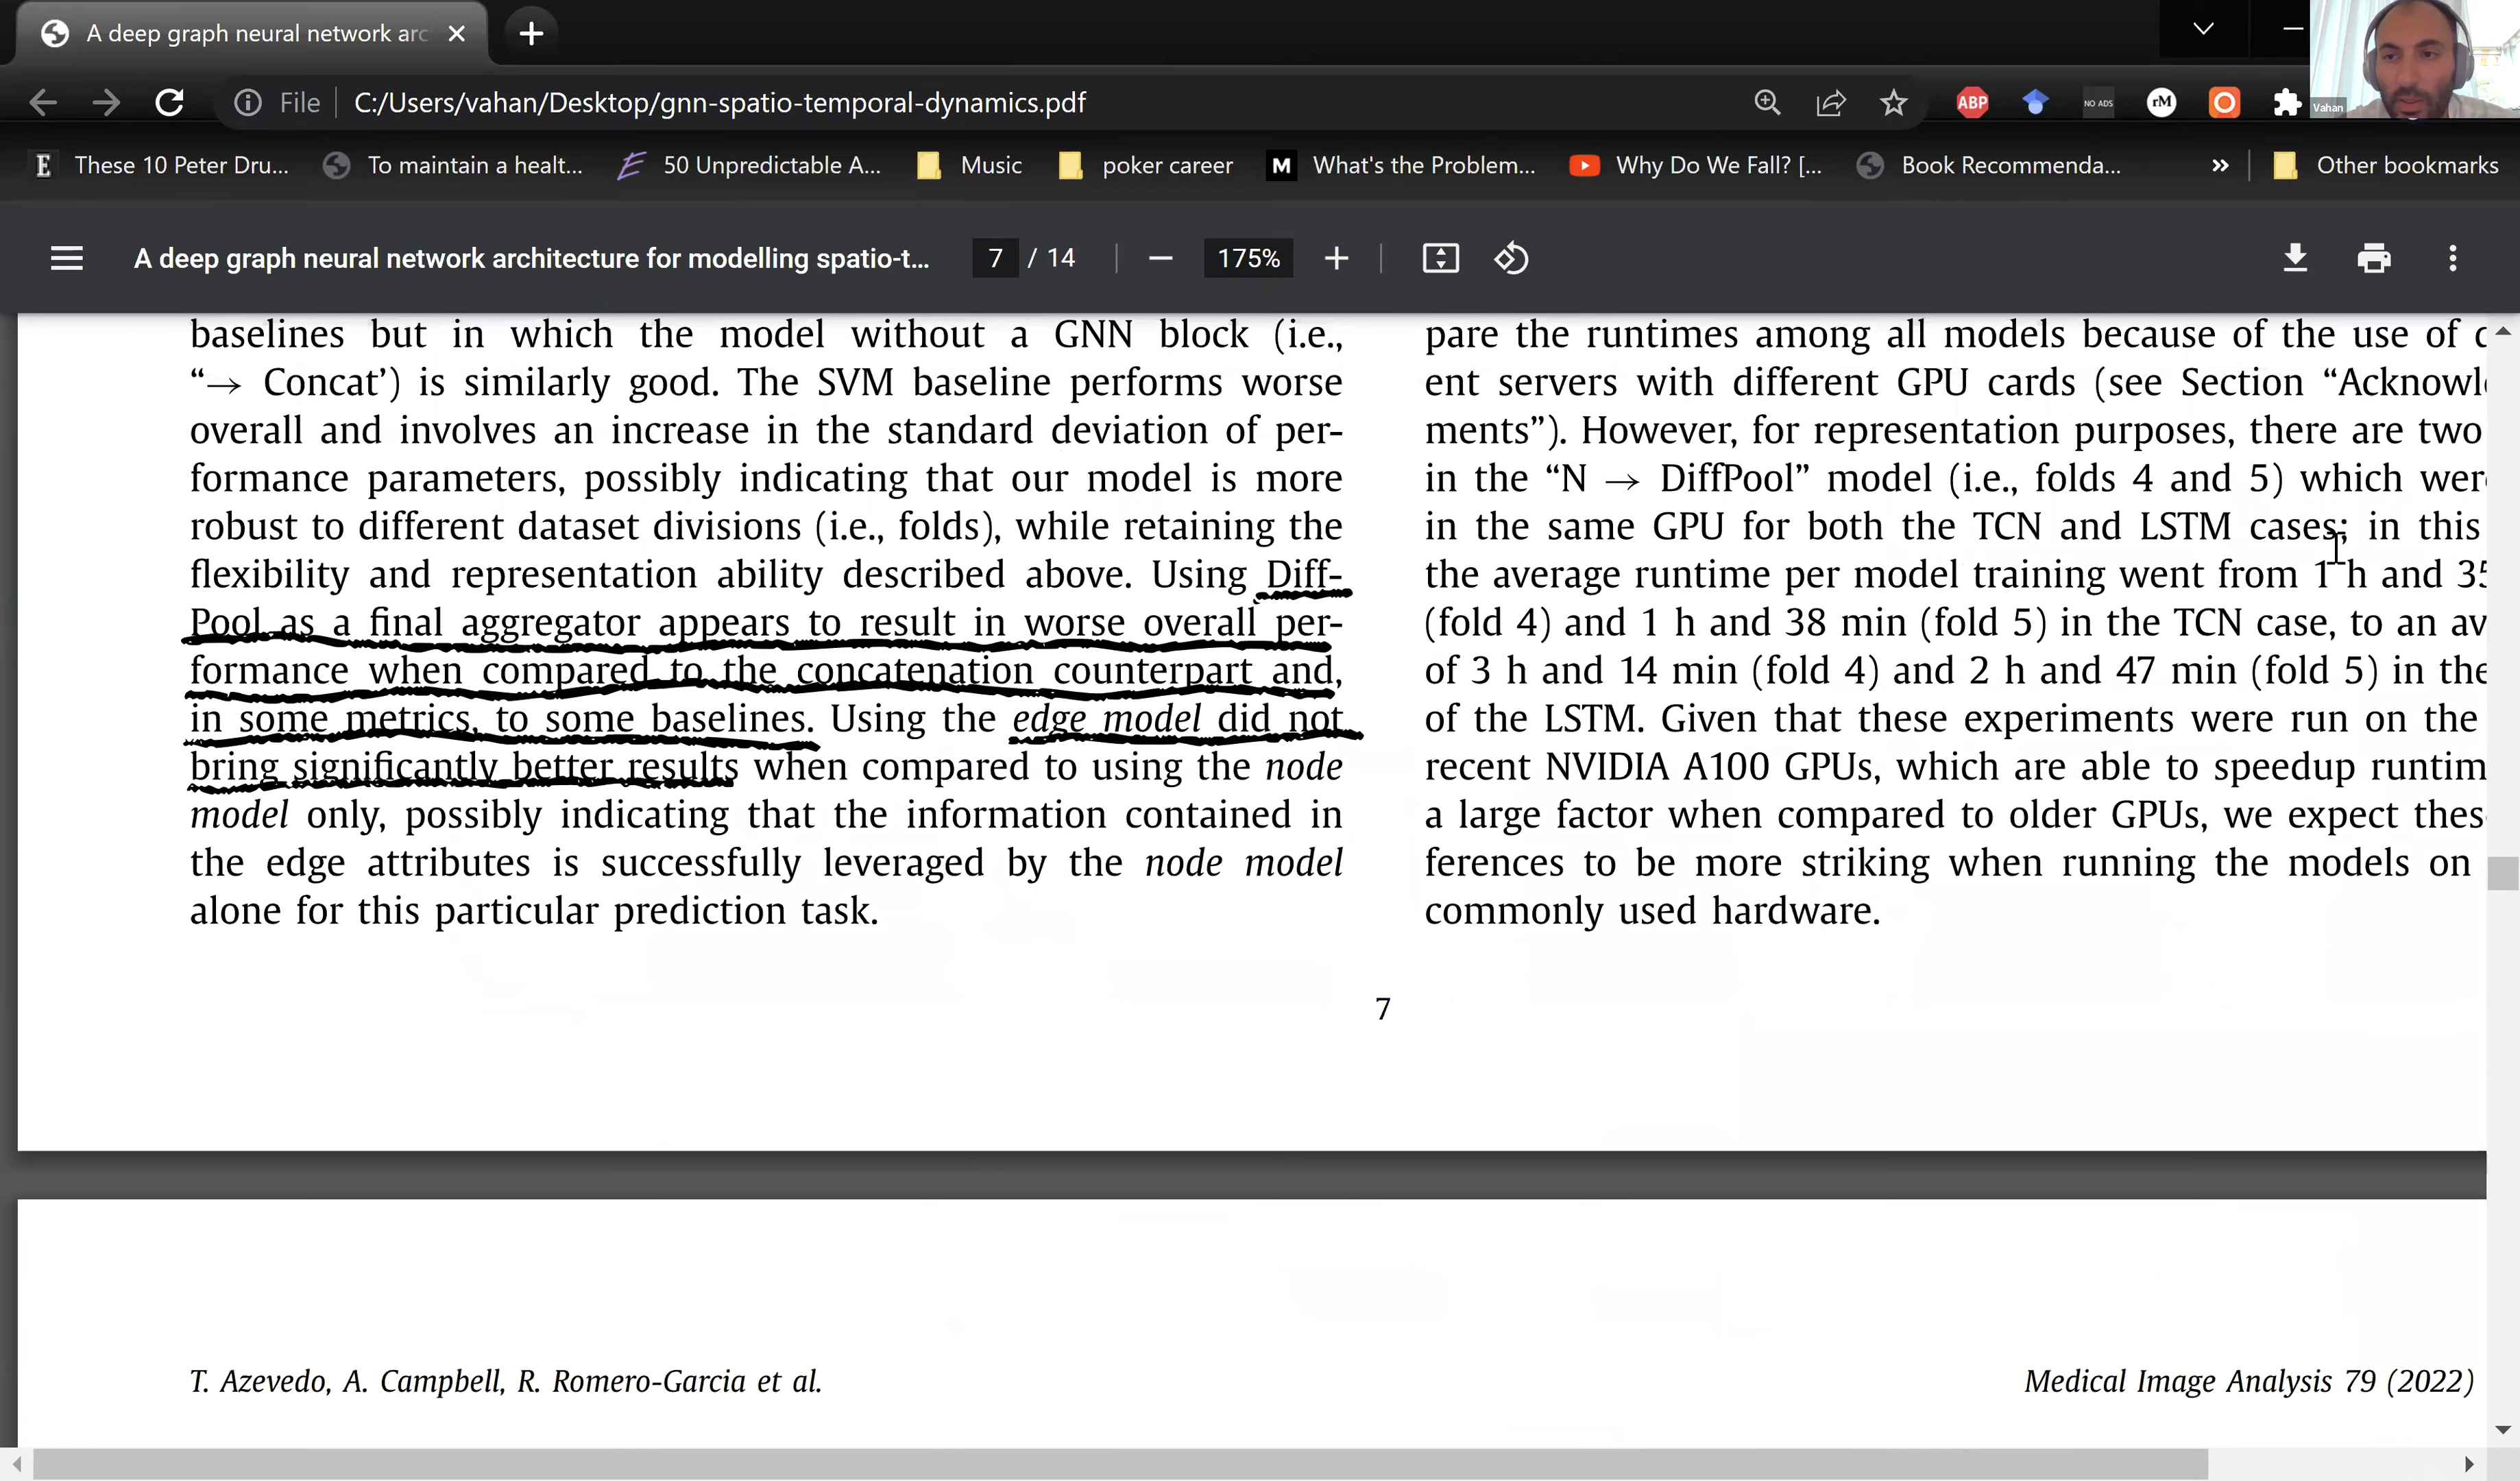 A deep graph neural network arc
File
C:/Users/vahan/Desktop/gnn-spatio-temporal-dynamics.pdf
ABP
NO ADS
rM
Vahan
E These 10 Peter Dru...
To maintain a healt...
50 Unpredictable A...
Music
poker career
M What's the Problem...
Why Do We Fall? [...
Book Recommenda...
»
Other bookmarks
A deep graph neural network architecture for modelling spatio-t...
7 / 14
175%
baselines but in which the model without a GNN block (i.e.,
“→ Concat’) is similarly good. The SVM baseline performs worse
overall and involves an increase in the standard deviation of per-
formance parameters, possibly indicating that our model is more
robust to different dataset divisions (i.e., folds), while retaining the
flexibility and representation ability described above. Using Diff-
Pool as a final aggregator appears to result in worse overall per-
formance when compared to the concatenation counterpart and,
in some metrics, to some baselines. Using the edge model did not
bring significantly better results when compared to using the node
model only, possibly indicating that the information contained in
the edge attributes is successfully leveraged by the node model
alone for this particular prediction task.
pare the runtimes among all models because of the use of
ent servers with different GPU cards (see Section “Acknowl
ments”). However, for representation purposes, there are two
in the “N → DiffPool” model (i.e., folds 4 and 5) which wer
in the same GPU for both the TCN and LSTM cases; in this
the average runtime per model training went from 1 h and 35
(fold 4) and 1 h and 38 min (fold 5) in the TCN case, to an av
of 3 h and 14 min (fold 4) and 2 h and 47 min (fold 5) in the
of the LSTM. Given that these experiments were run on the
recent NVIDIA A100 GPUs, which are able to speedup runtim
a large factor when compared to older GPUs, we expect thes
ferences to be more striking when running the models on
commonly used hardware.
7
T. Azevedo, A. Campbell, R. Romero-Garcia et al.
Medical Image Analysis 79 (2022)